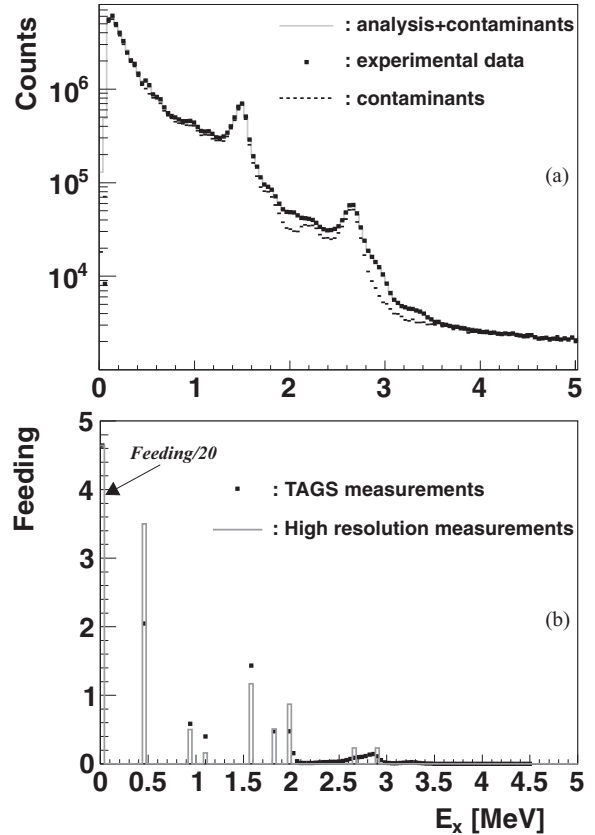 : analysis+contaminants
: experimental data
: contaminants
Counts
10⁶
10⁵
10⁴
(a)
0 1 2 3 4 5
Feeding
5
4
3
2
1
0
Feeding/20
: TAGS measurements
: High resolution measurements
(b)
0 0.5 1 1.5 2 2.5 3 3.5 4 4.5 5
Eₓ [MeV]